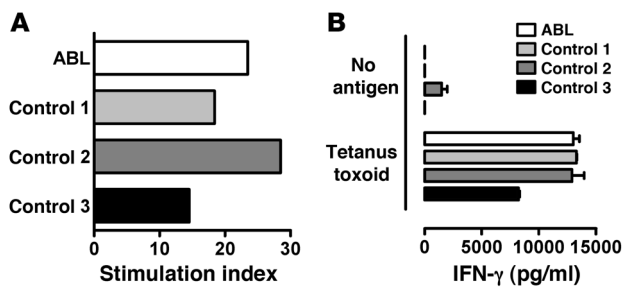 A
ABL
Control 1
Control 2
Control 3
0 10 20 30
Stimulation index
B
ABL
Control 1
Control 2
Control 3
No
antigen
Tetanus
toxoid
0 5000 10000 15000
IFN-γ (pg/ml)